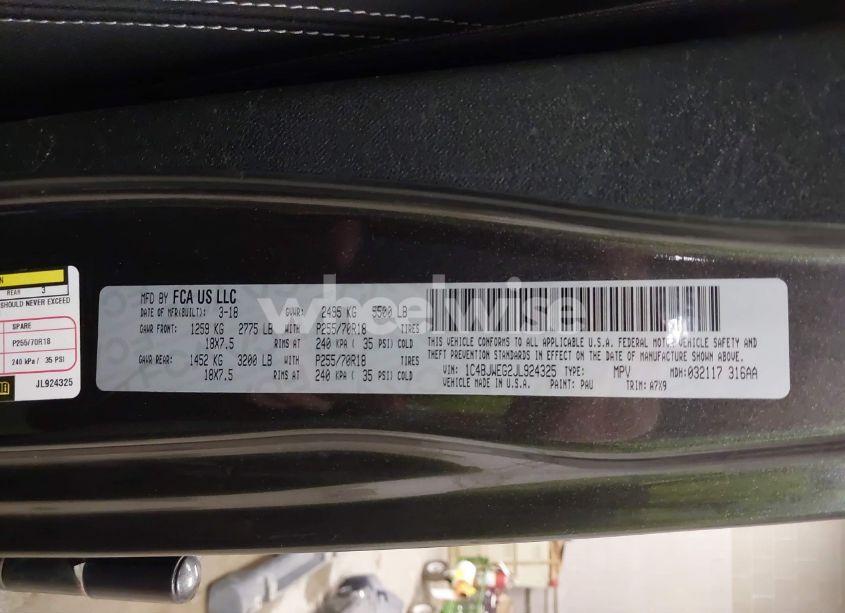 N
REAR 3
SHOULD NEVER EXCEED
SPARE
P255/70R18
240 kPa / 35 PSI
JL924325
MFD BY FCA US LLC
DATE OF MFR(BUILT): 3-18 GVWR: 2495 KG 5500 LB
GAWR FRONT: 1259 KG 2775 LB WITH P255/70R18 TIRES
18X7.5 RIMS AT 240 KPA ( 35 PSI) COLD
GAWR REAR: 1452 KG 3200 LB WITH P255/70R18 TIRES
18X7.5 RIMS AT 240 KPA ( 35 PSI) COLD
THIS VEHICLE CONFORMS TO ALL APPLICABLE U.S.A. FEDERAL MOTOR VEHICLE SAFETY AND
THEFT PREVENTION STANDARDS IN EFFECT ON THE DATE OF MANUFACTURE SHOWN ABOVE.
VIN: 1C4BJWEG2JL924325 TYPE: MPV MDH: 032117 316AA
VEHICLE MADE IN U.S.A. PAINT: PAU TRIM: A7X9
wheelwise